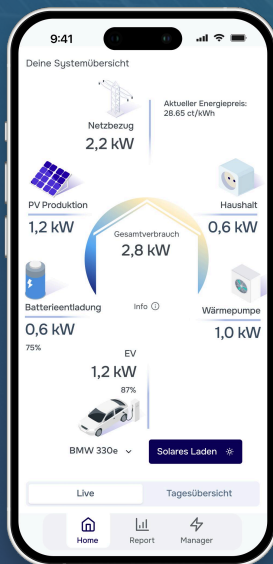 9:41
Deine Systemübersicht
Aktueller Energiepreis:
28.65 ct/kWh
Netzbezug
2,2 kW
PV Produktion
1,2 kW
Haushalt
0,6 kW
Gesamtverbrauch
2,8 kW
Batterieentladung
0,6 kW
75%
Info
Wärmepumpe
1,0 kW
EV
1,2 kW
87%
BMW 330e
Solares Laden
Live
Tagesübersicht
Home
Report
Manager